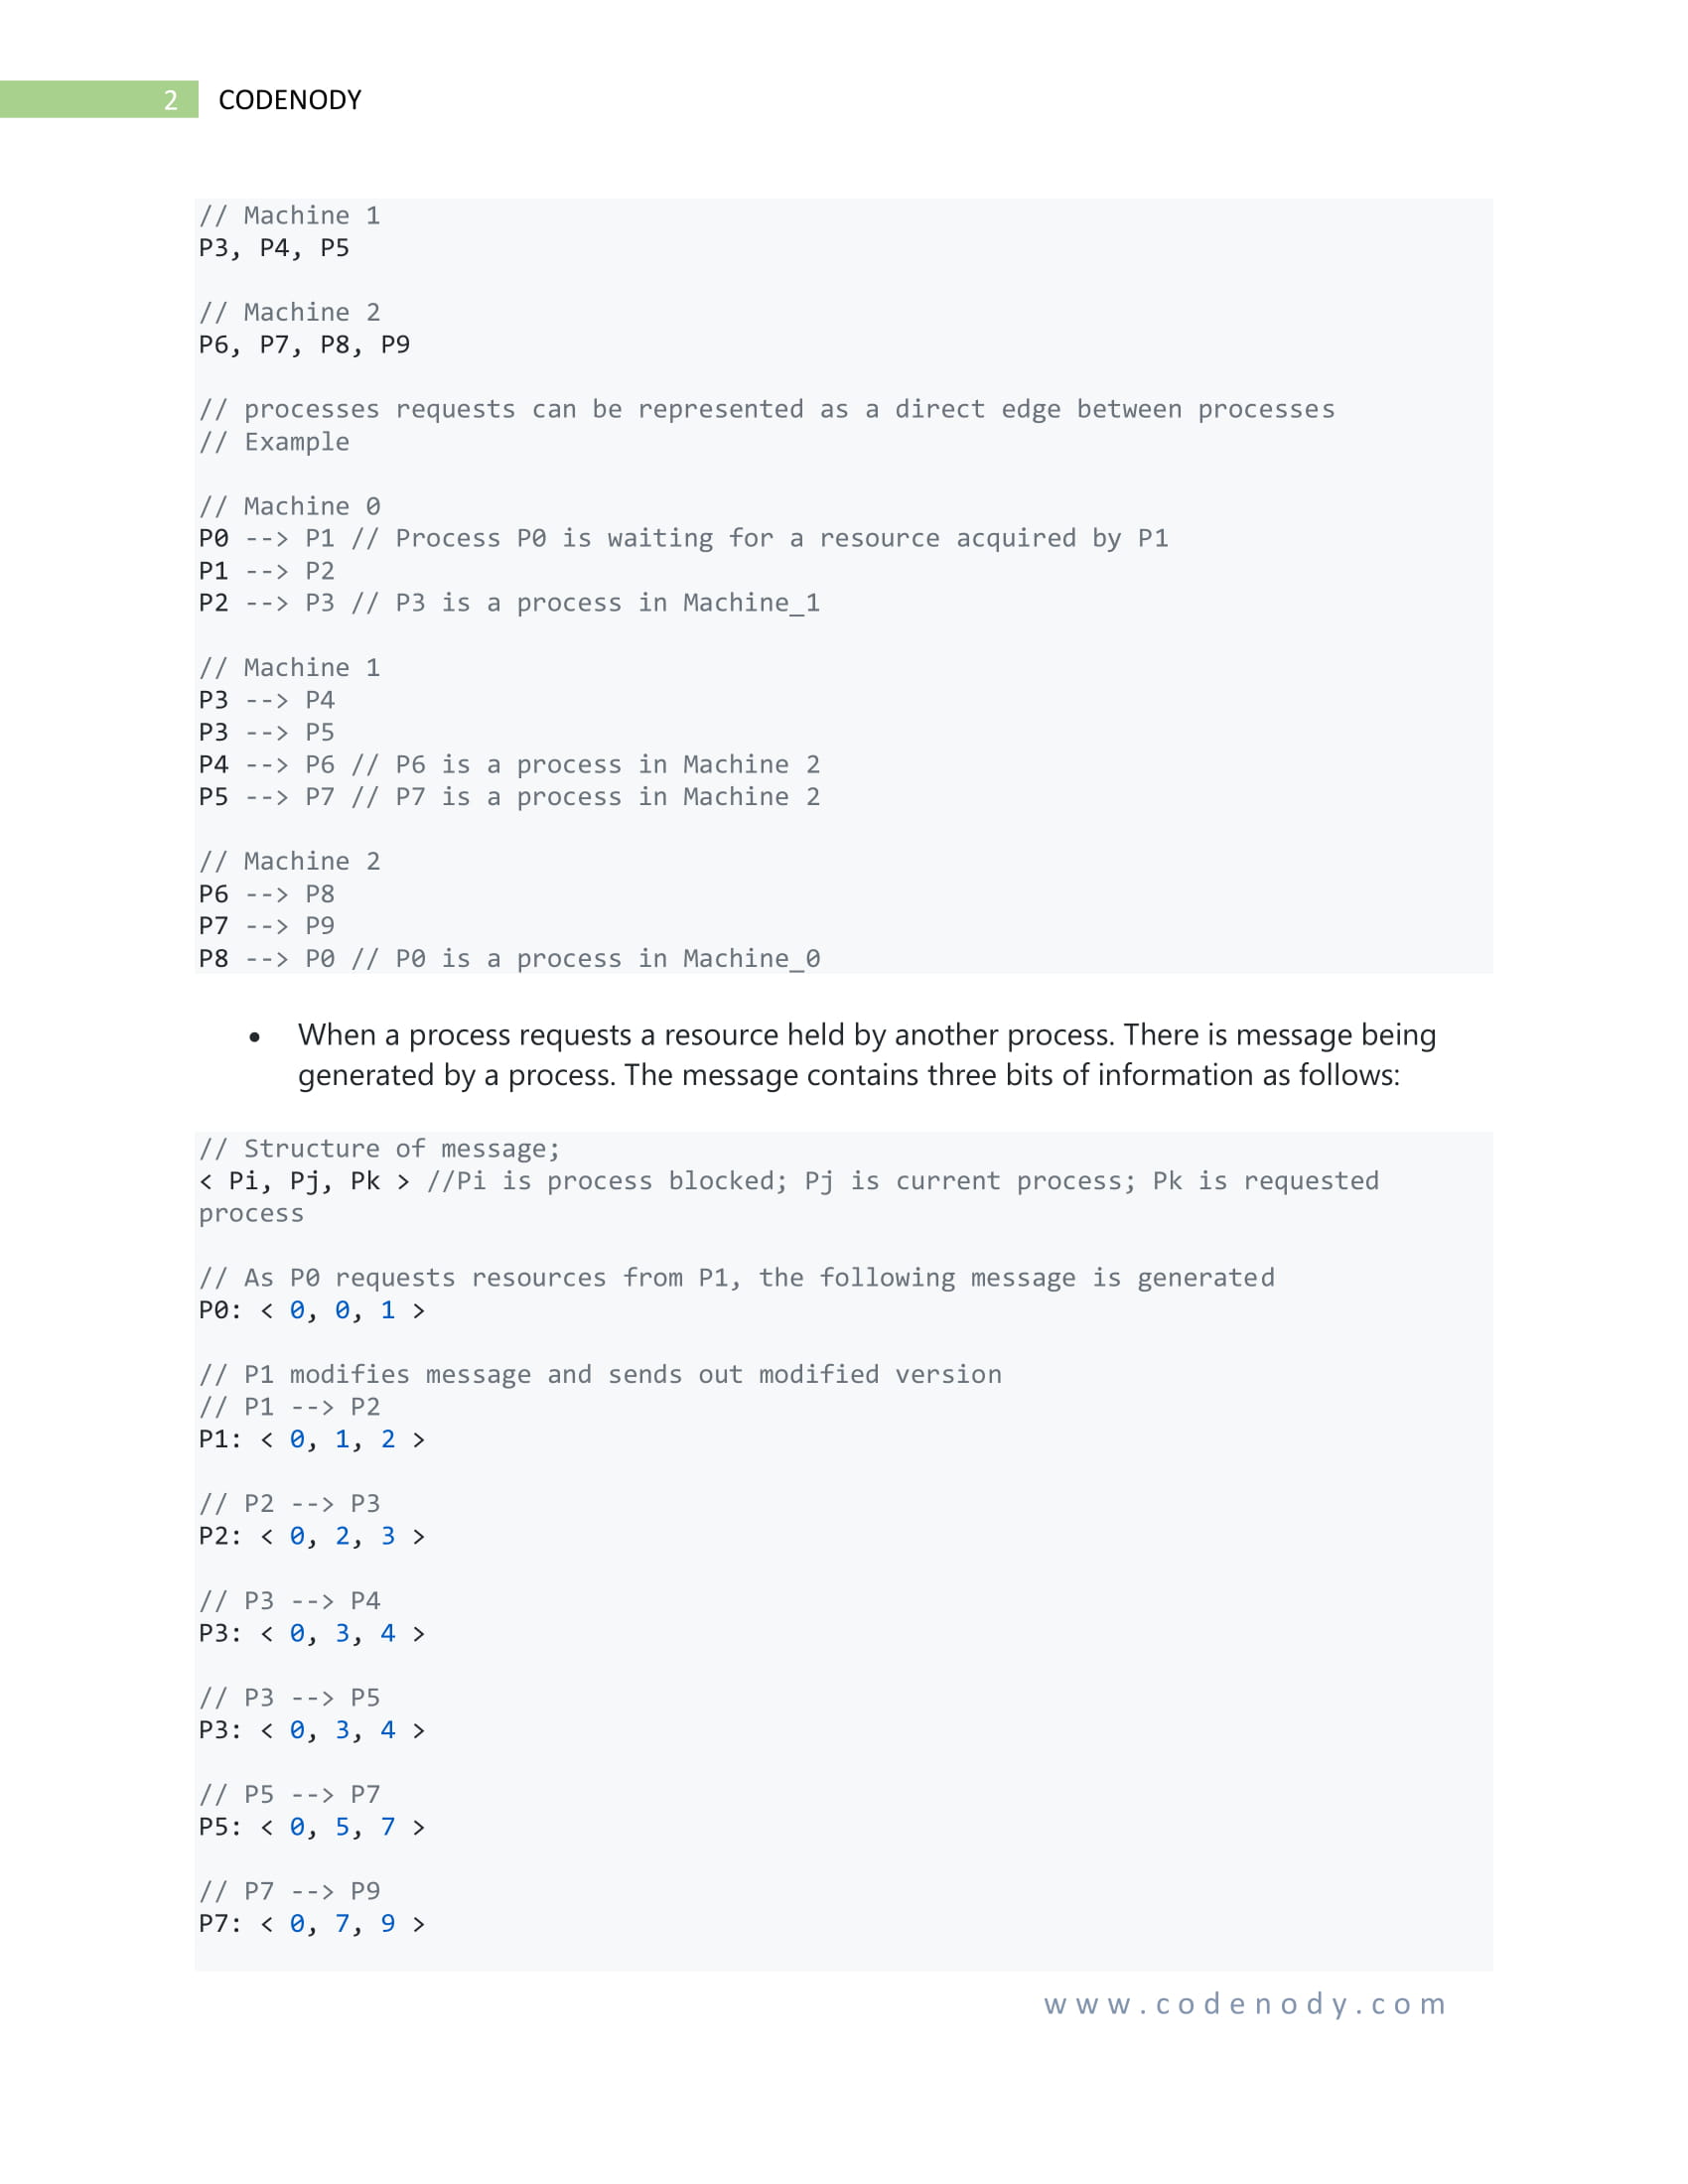 2 CODENODY
// Machine 1
P3, P4, P5
// Machine 2
P6, P7, P8, P9
// processes requests can be represented as a direct edge between processes
// Example
// Machine 0
P0 --> P1 // Process P0 is waiting for a resource acquired by P1
P1 --> P2
P2 --> P3 // P3 is a process in Machine_1
// Machine 1
P3 --> P4
P3 --> P5
P4 --> P6 // P6 is a process in Machine 2
P5 --> P7 // P7 is a process in Machine 2
// Machine 2
P6 --> P8
P7 --> P9
P8 --> P0 // P0 is a process in Machine_0
• When a process requests a resource held by another process. There is message being
generated by a process. The message contains three bits of information as follows:
// Structure of message;
< Pi, Pj, Pk > //Pi is process blocked; Pj is current process; Pk is requested
process
// As P0 requests resources from P1, the following message is generated
P0: < 0, 0, 1 >
// P1 modifies message and sends out modified version
// P1 --> P2
P1: < 0, 1, 2 >
// P2 --> P3
P2: < 0, 2, 3 >
// P3 --> P4
P3: < 0, 3, 4 >
// P3 --> P5
P3: < 0, 3, 4 >
// P5 --> P7
P5: < 0, 5, 7 >
// P7 --> P9
P7: < 0, 7, 9 >
www.codenody.com